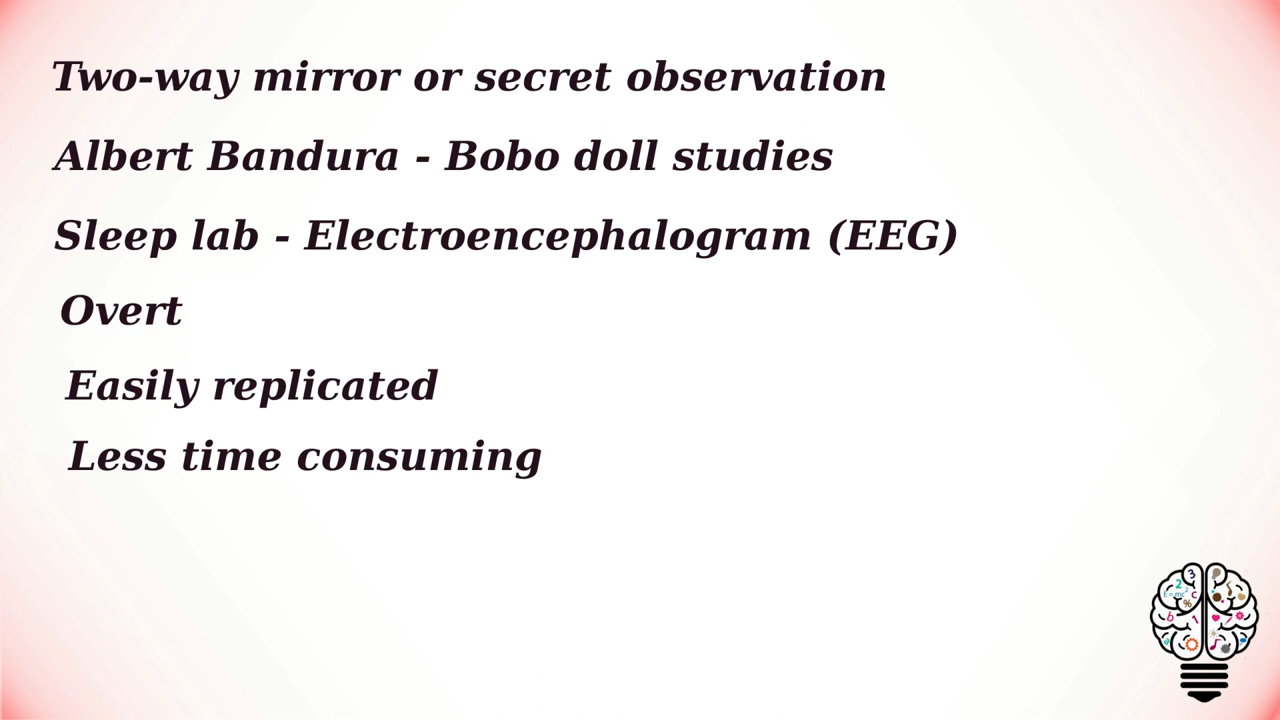 Two-way mirror or secret observation
Albert Bandura - Bobo doll studies
Sleep lab - Electroencephalogram (EEG)
Overt
Easily replicated
Less time consuming